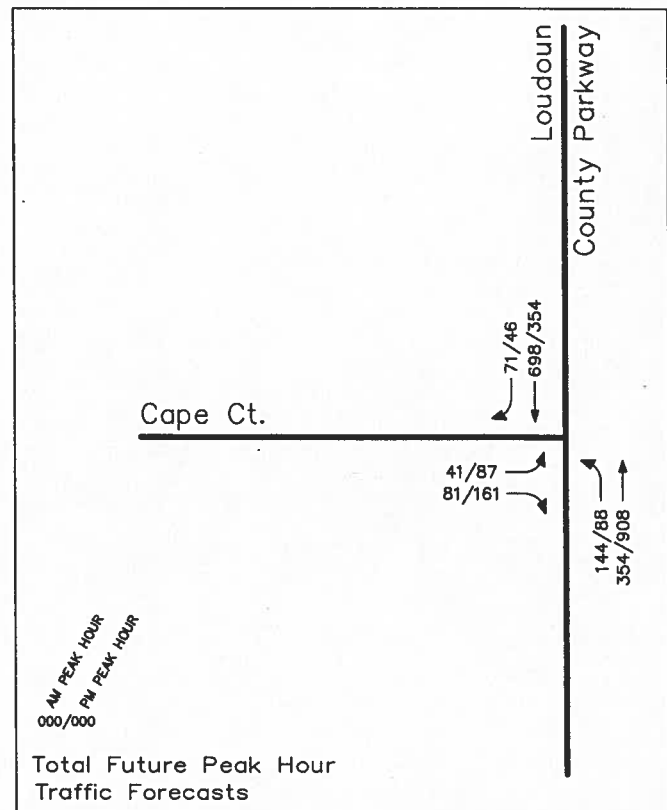 Loudoun
County Parkway
71/46
698/354
Cape Ct.
41/87
81/161
144/88
354/908
AM PEAK HOUR
PM PEAK HOUR
000/000
Total Future Peak Hour
Traffic Forecasts